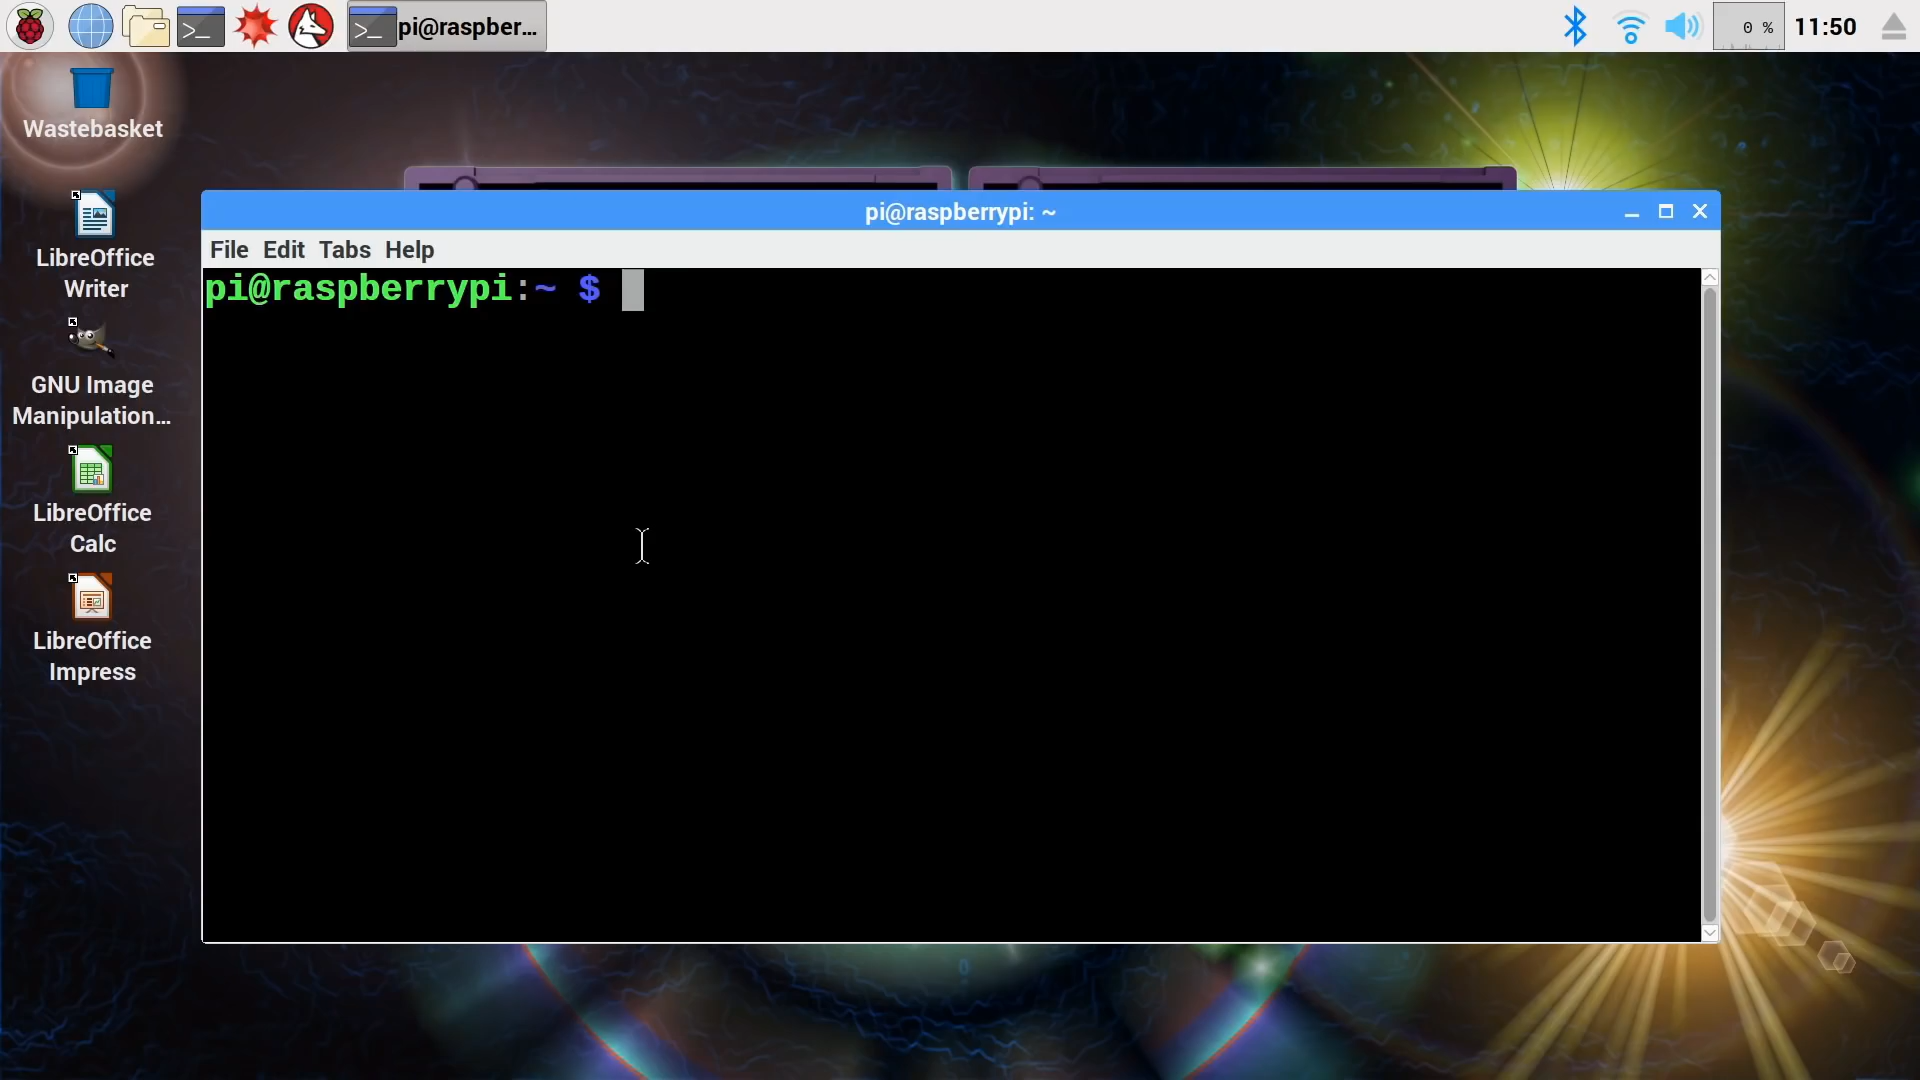 pi@raspber...
0 %
11:50
Wastebasket
LibreOffice
Writer
GNU Image
Manipulation...
LibreOffice
Calc
LibreOffice
Impress
pi@raspberrypi: ~
File Edit Tabs Help
pi@raspberrypi:~ $